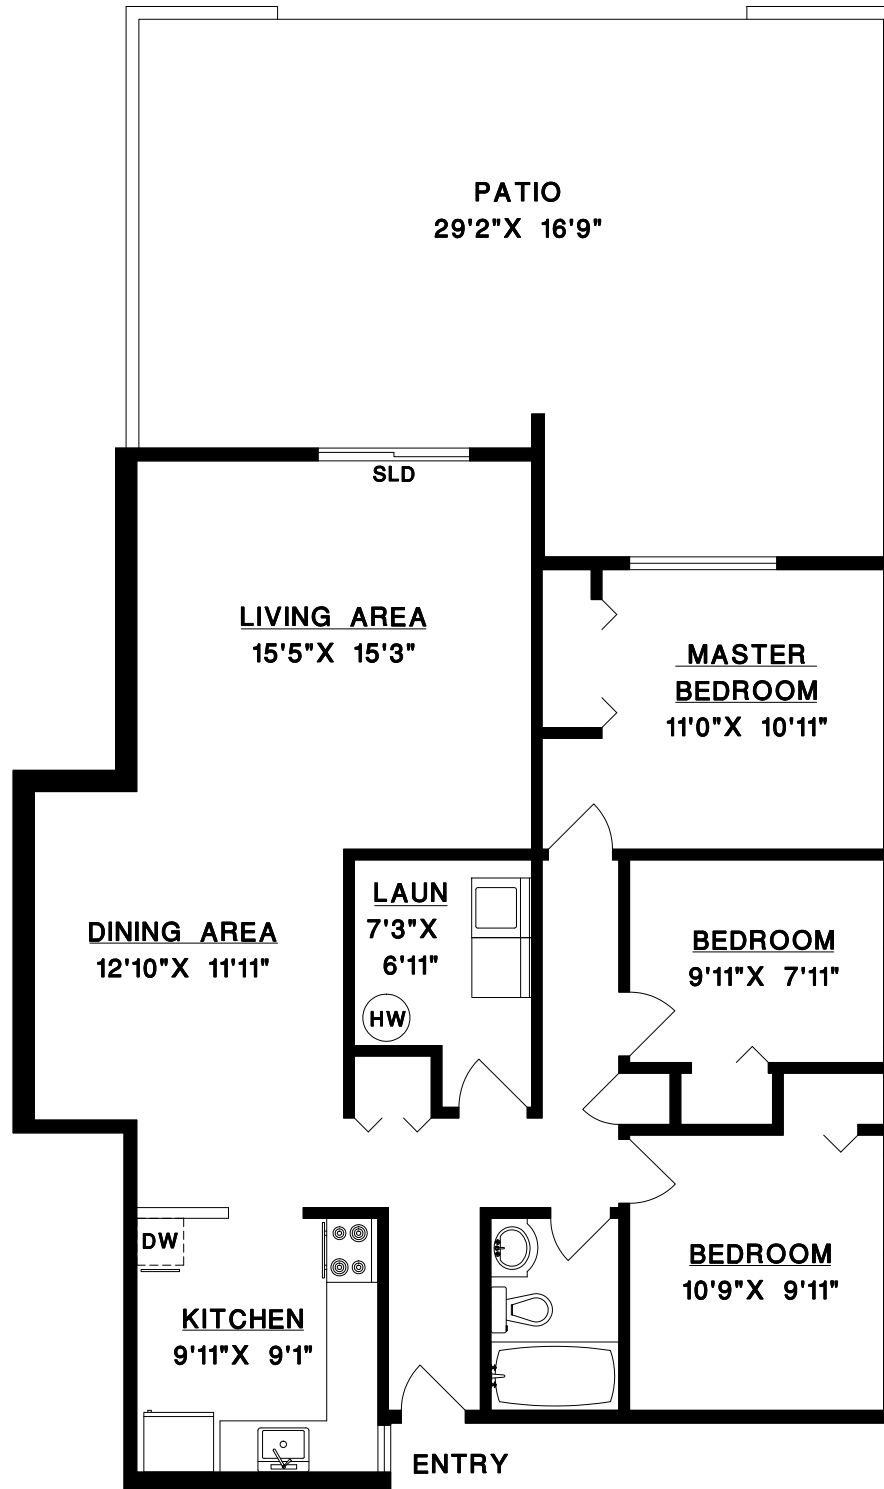 PATIO
29'2"X 16'9"
SLD
LIVING AREA
15'5"X 15'3"
MASTER
BEDROOM
11'0"X 10'11"
LAUN
7'3"X
6'11"
HW
DINING AREA
12'10"X 11'11"
BEDROOM
9'11"X 7'11"
DW
KITCHEN
9'11"X 9'1"
BEDROOM
10'9"X 9'11"
ENTRY